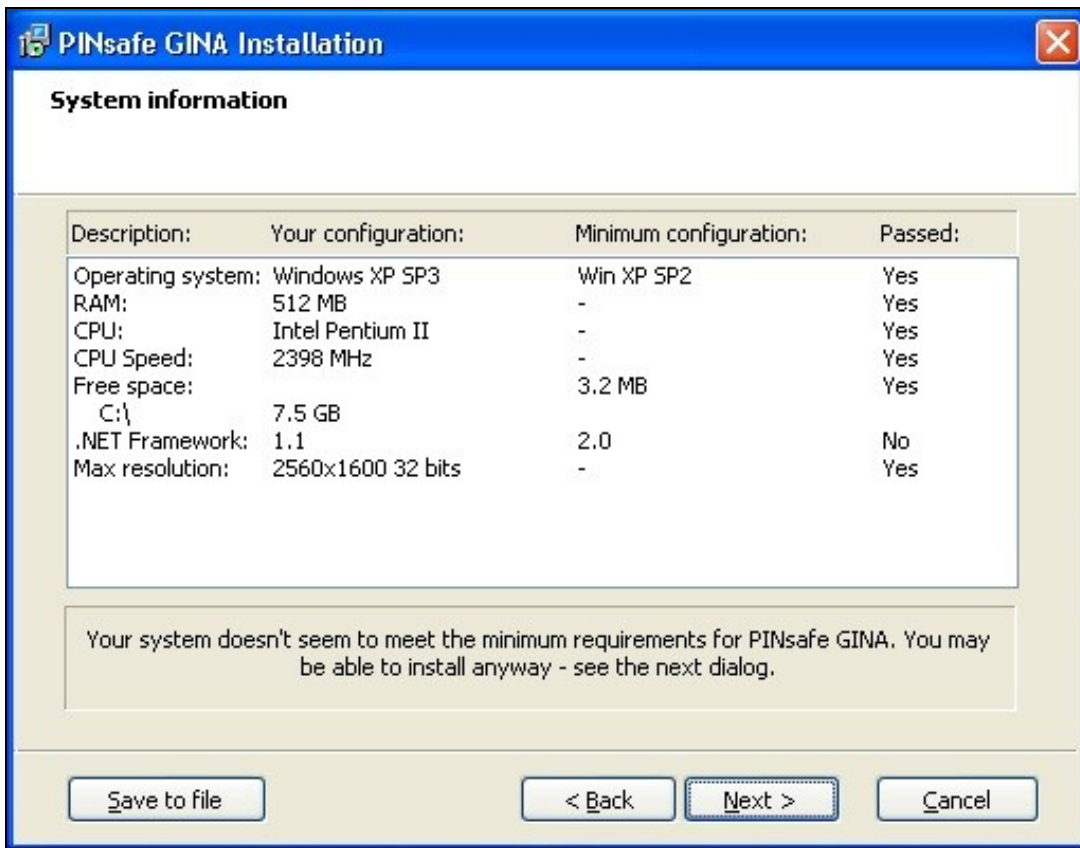 PINsafe GINA Installation
System information
Description: Your configuration: Minimum configuration: Passed:
Operating system: Windows XP SP3 Win XP SP2 Yes
RAM: 512 MB - Yes
CPU: Intel Pentium II - Yes
CPU Speed: 2398 MHz - Yes
Free space: 3.2 MB Yes
C:\ 7.5 GB
.NET Framework: 1.1 2.0 No
Max resolution: 2560x1600 32 bits - Yes
Your system doesn't seem to meet the minimum requirements for PINsafe GINA. You may
be able to install anyway - see the next dialog.
Save to file < Back Next > Cancel